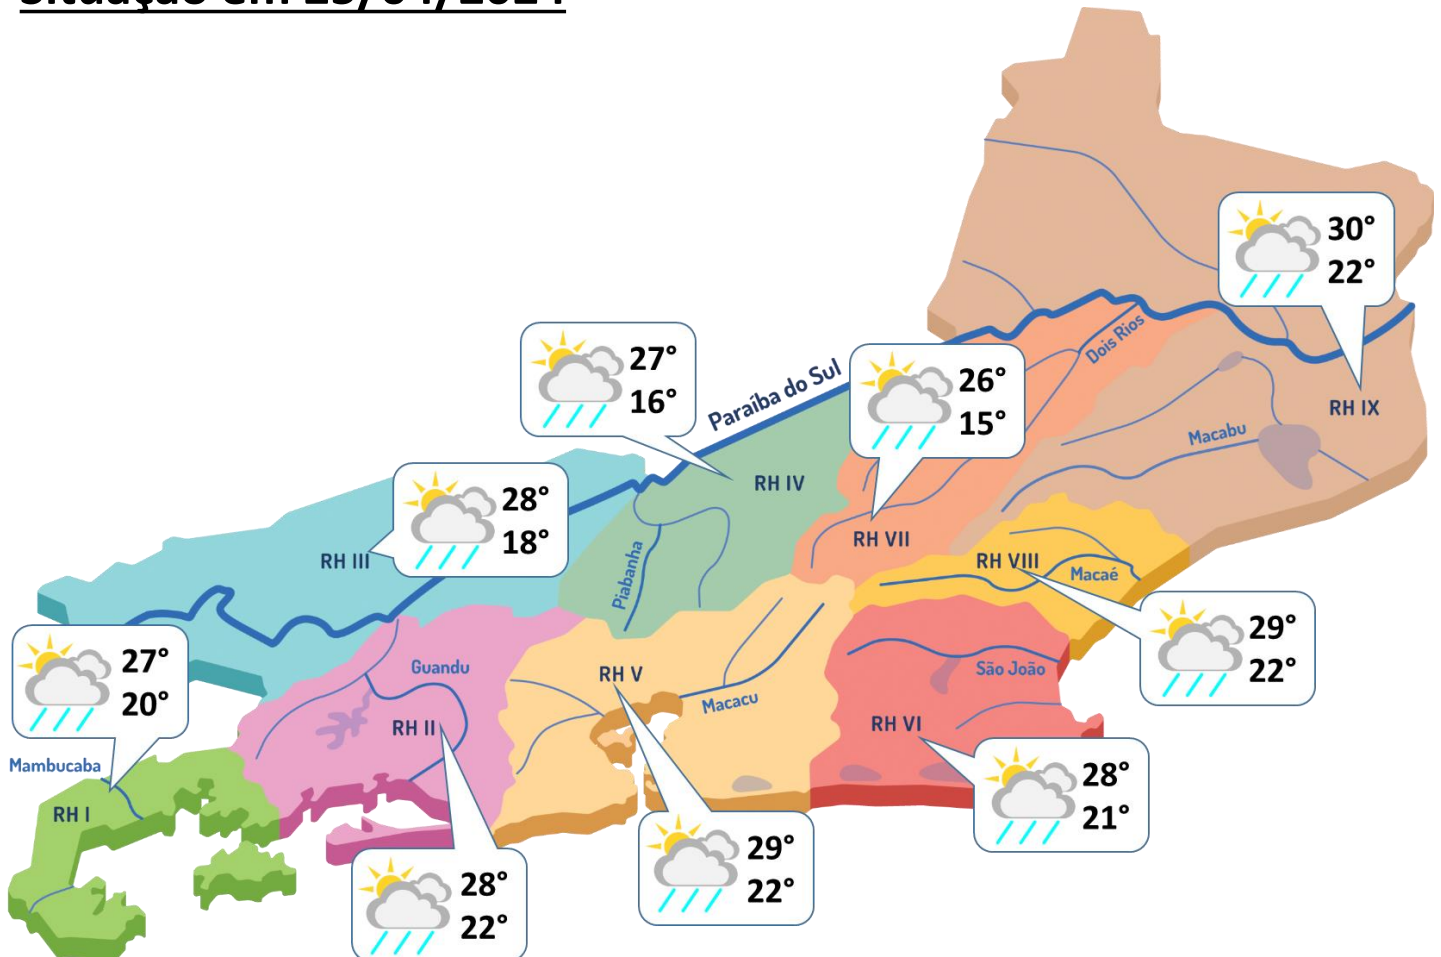 Situação em
30°
22°
Dois Rios
27°
16°
Paraíba do Sul
26°
15°
RH IX
Macabu
RH IV
28°
18°
RH III
RH VII
RH VIII
Macaé
Piabanha
29°
22°
27°
20°
Guandu
RH V
São João
Macacu
RH II
RH VI
Mambucaba
28°
21°
RH I
29°
22°
28°
22°